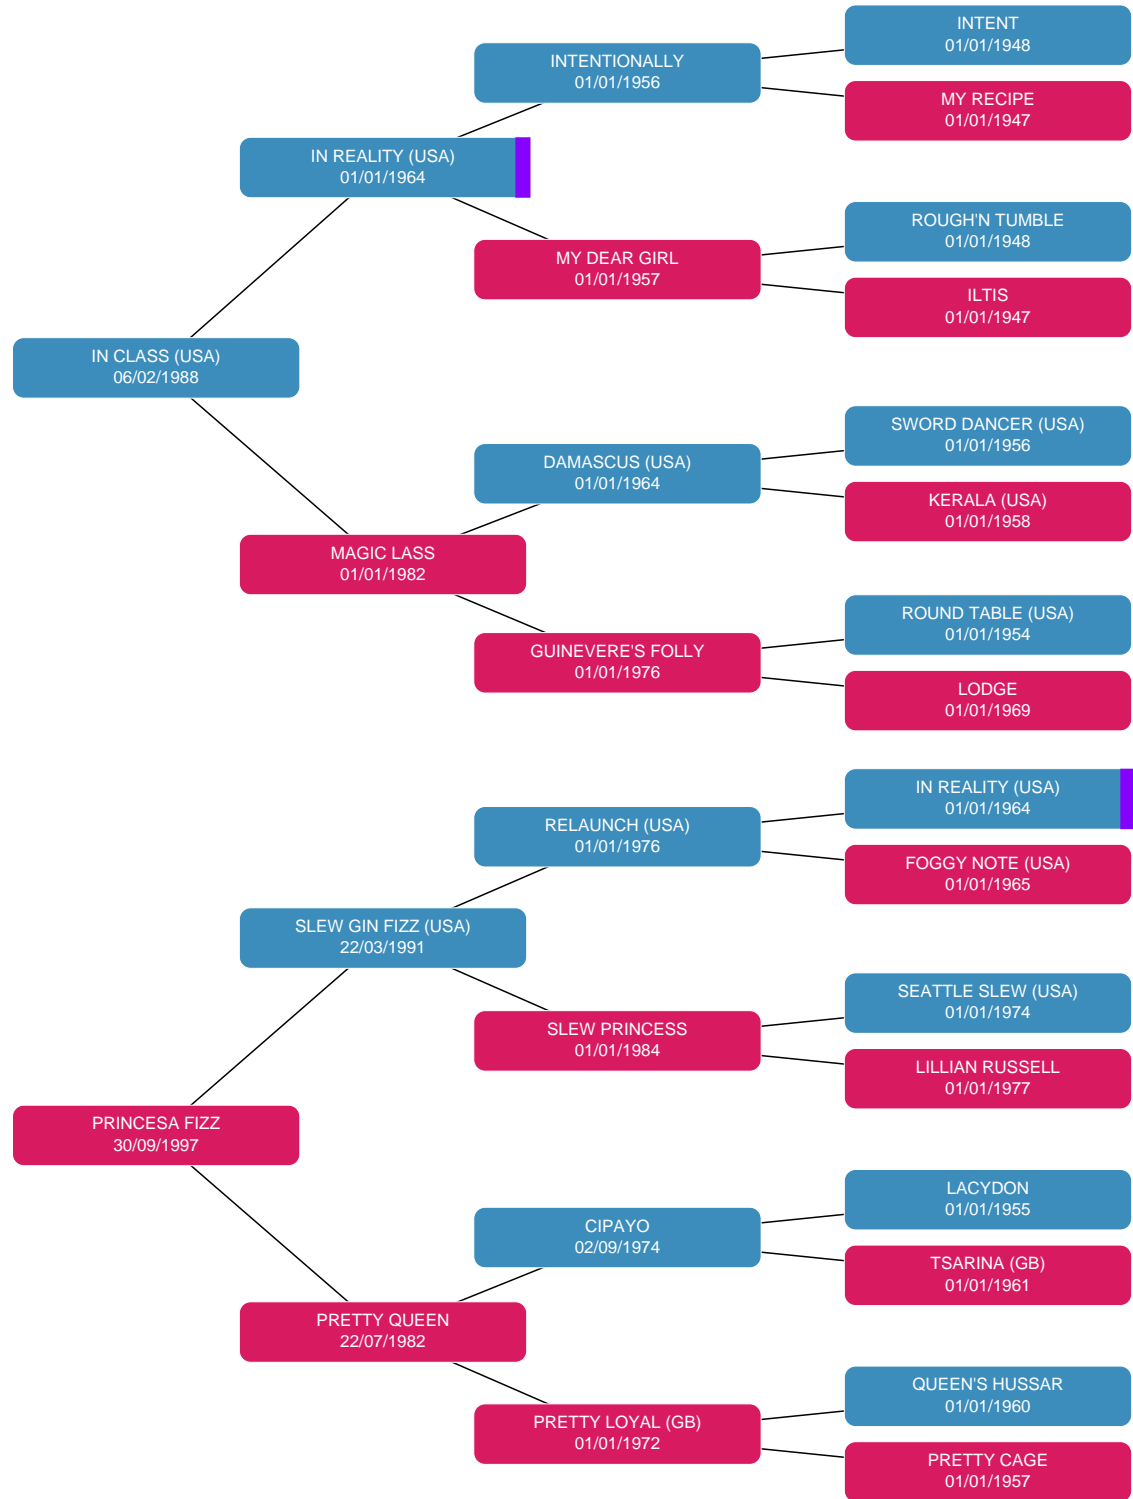 INTENT
01/01/1948
INTENTIONALLY
01/01/1956
MY RECIPE
01/01/1947
IN REALITY (USA)
01/01/1964
ROUGH'N TUMBLE
01/01/1948
MY DEAR GIRL
01/01/1957
ILTIS
01/01/1947
IN CLASS (USA)
06/02/1988
SWORD DANCER (USA)
01/01/1956
DAMASCUS (USA)
01/01/1964
KERALA (USA)
01/01/1958
MAGIC LASS
01/01/1982
ROUND TABLE (USA)
01/01/1954
GUINEVERE'S FOLLY
01/01/1976
LODGE
01/01/1969
IN REALITY (USA)
01/01/1964
RELAUNCH (USA)
01/01/1976
FOGGY NOTE (USA)
01/01/1965
SLEW GIN FIZZ (USA)
22/03/1991
SEATTLE SLEW (USA)
01/01/1974
SLEW PRINCESS
01/01/1984
LILLIAN RUSSELL
01/01/1977
PRINCESA FIZZ
30/09/1997
LACYDON
01/01/1955
CIPAYO
02/09/1974
TSARINA (GB)
01/01/1961
PRETTY QUEEN
22/07/1982
QUEEN'S HUSSAR
01/01/1960
PRETTY LOYAL (GB)
01/01/1972
PRETTY CAGE
01/01/1957